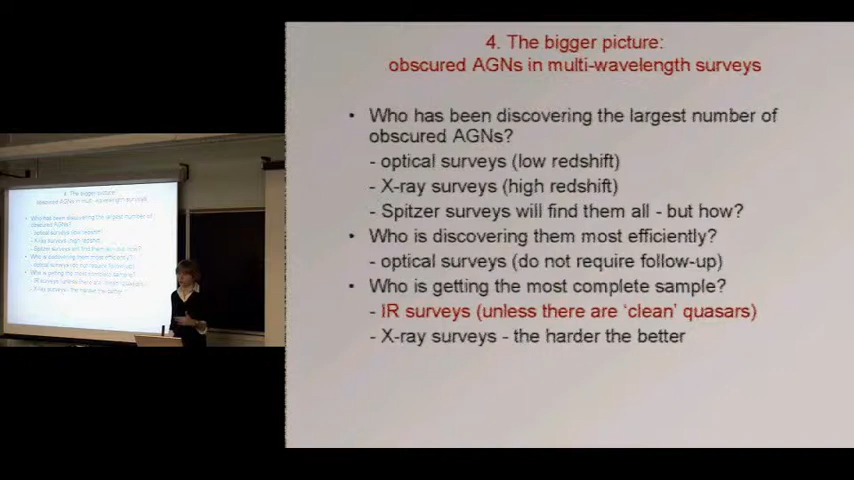 4. The bigger picture:
obscured AGNs in multi-wavelength surveys
• Who has been discovering the largest number of
obscured AGNs?
- optical surveys (low redshift)
- X-ray surveys (high redshift)
- Spitzer surveys will find them all - but how?
• Who is discovering them most efficiently?
- optical surveys (do not require follow-up)
• Who is getting the most complete sample?
- IR surveys (unless there are ‘clean’ quasars)
- X-ray surveys - the harder the better